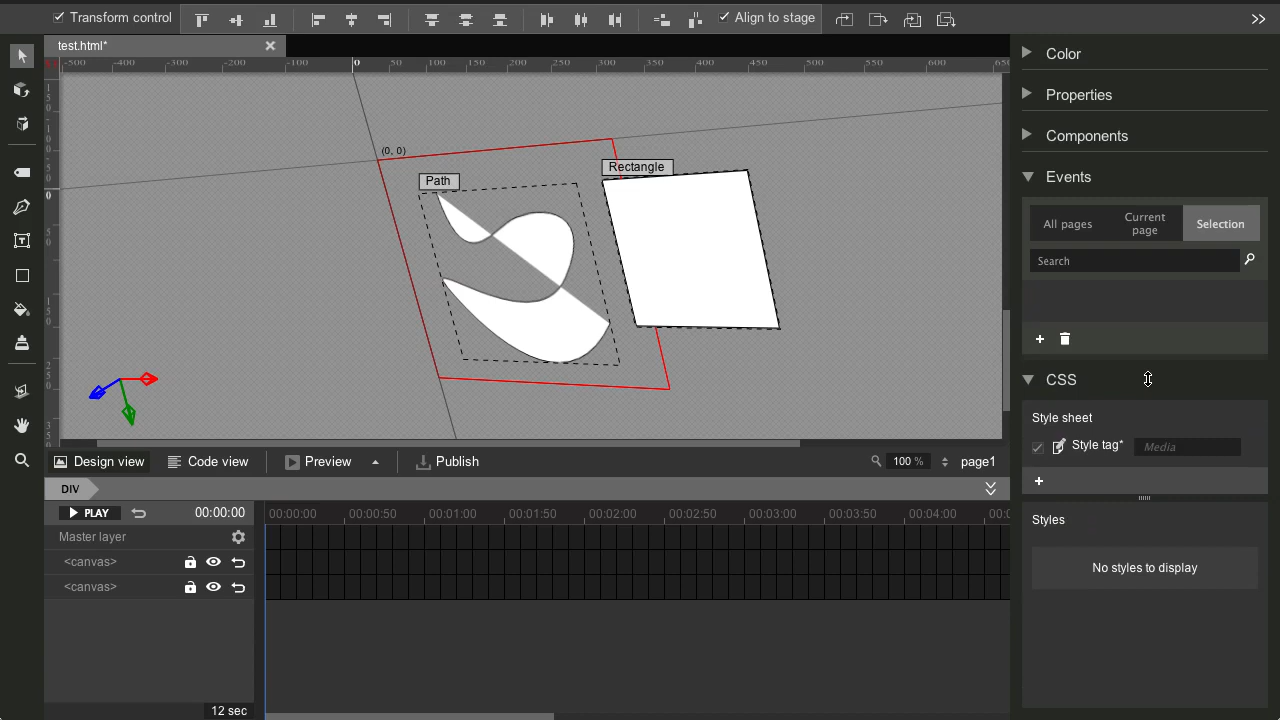 Transform control
Align to stage
test.html*
-500 -400 -300 -200 -100 0 50 100 150 200 250 300 350 400 500 550 600
(0, 0)
Path
Rectangle
Design view
Code view
Preview
Publish
100 %
page1
DIV
PLAY
00:00:00
00:00:00 00:00:50 00:01:00 00:01:50 00:02:00 00:02:50 00:03:00 00:03:50 00:04:00
Master layer
<canvas>
<canvas>
12 sec
Color
Properties
Components
Events
All pages
Current
page
Selection
Search
CSS
Style sheet
Style tag*
Media
Styles
No styles to display